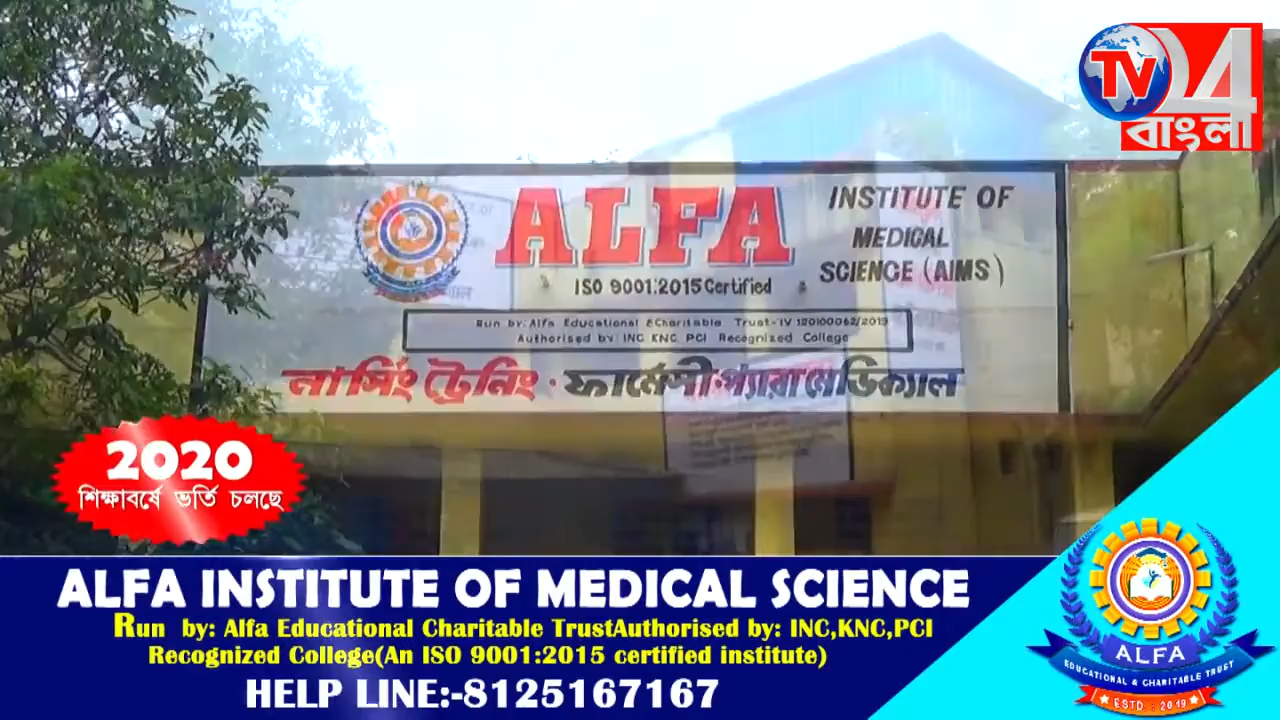 TV 04
বাংলা
ALFA
INSTITUTE OF
MEDICAL
SCIENCE (AIMS)
ISO 9001:2015 Certified
Run by: Alfa Educational & Charitable Trust-IV 120100062/2019
Authorised by: INC KNC PCI Recognized College
নার্সিং ট্রেনিং · ফার্মেসী · প্যারামেডিক্যাল
2020
শিক্ষাবর্ষে ভর্তি চলছে
ALFA INSTITUTE OF MEDICAL SCIENCE
Run by: Alfa Educational Charitable TrustAuthorised by: INC,KNC,PCI
Recognized College(An ISO 9001:2015 certified institute)
HELP LINE:-8125167167
ALFA
EDUCATIONAL & CHARITABLE TRUST
ESTD : 2019